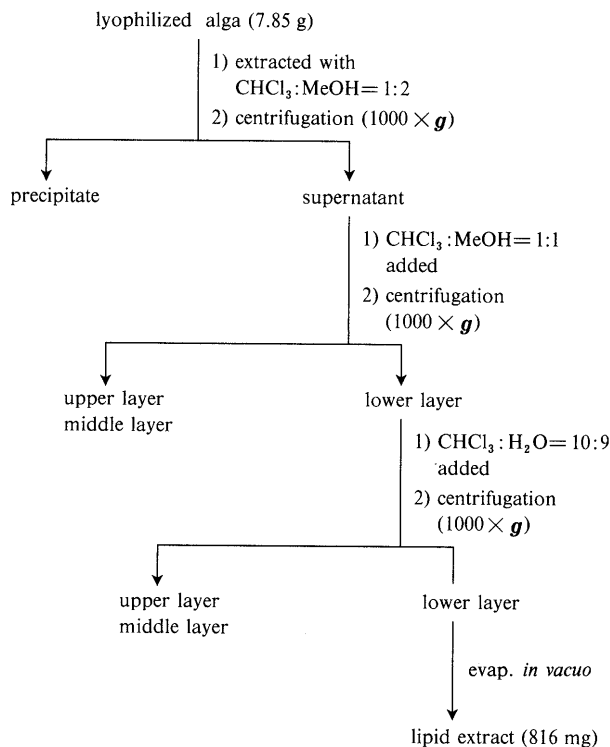 lyophilized alga (7.85 g)
1) extracted with
CHCl₃:MeOH=1:2
2) centrifugation (1000 × g)
precipitate
supernatant
1) CHCl₃:MeOH=1:1
added
2) centrifugation
(1000 × g)
upper layer
middle layer
lower layer
1) CHCl₃:H₂O=10:9
added
2) centrifugation
(1000 × g)
upper layer
middle layer
lower layer
evap. in vacuo
lipid extract (816 mg)